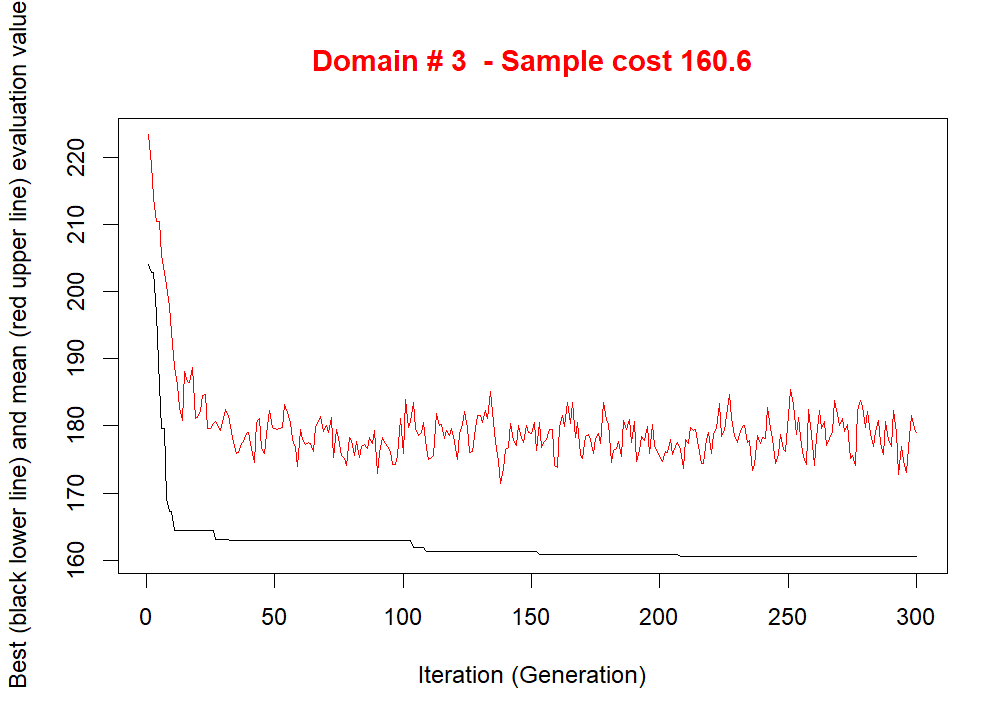 Domain # 3  - Sample cost 160.6
Best (black lower line) and mean (red upper line) evaluation value
220
210
200
190
180
170
160
0 50 100 150 200 250 300
Iteration (Generation)